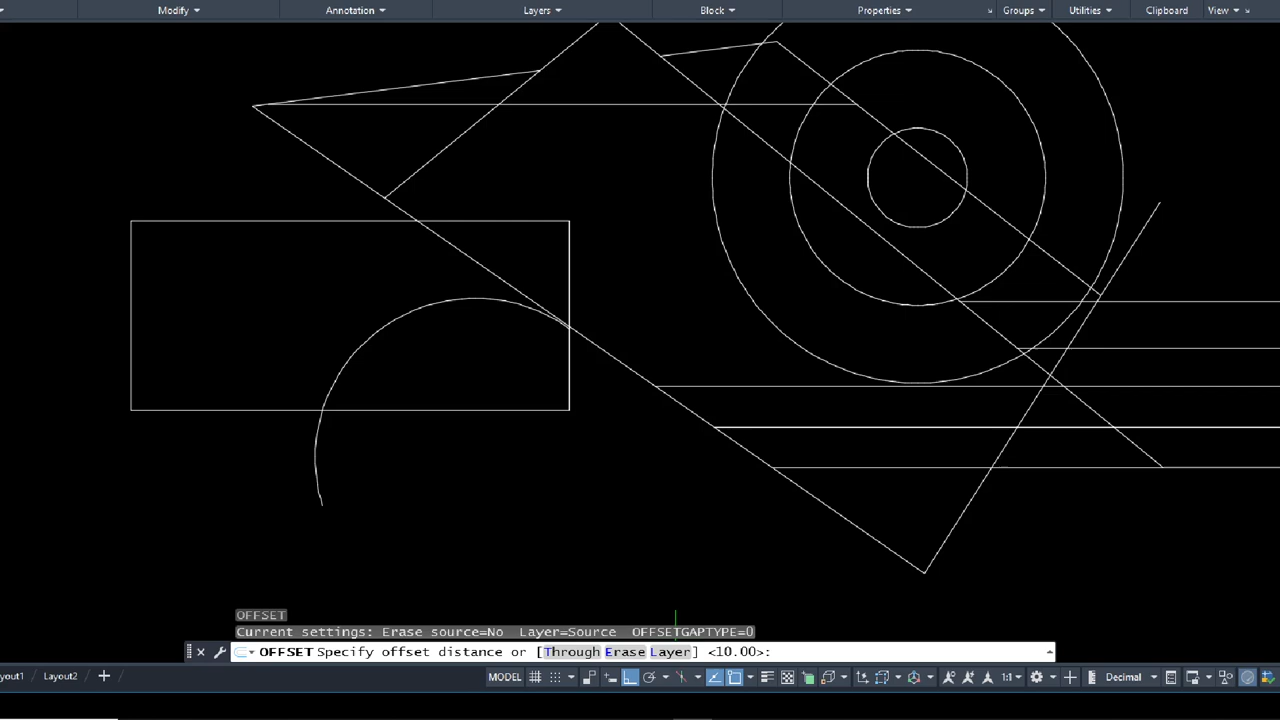 Modify Annotation Layers Block Properties Groups Utilities Clipboard View
OFFSET
Current settings: Erase source=No Layer=Source OFFSETGAPTYPE=0
OFFSET Specify offset distance or [Through Erase Layer] <10.00>:
yout1 Layout2 + MODEL 1:1 Decimal